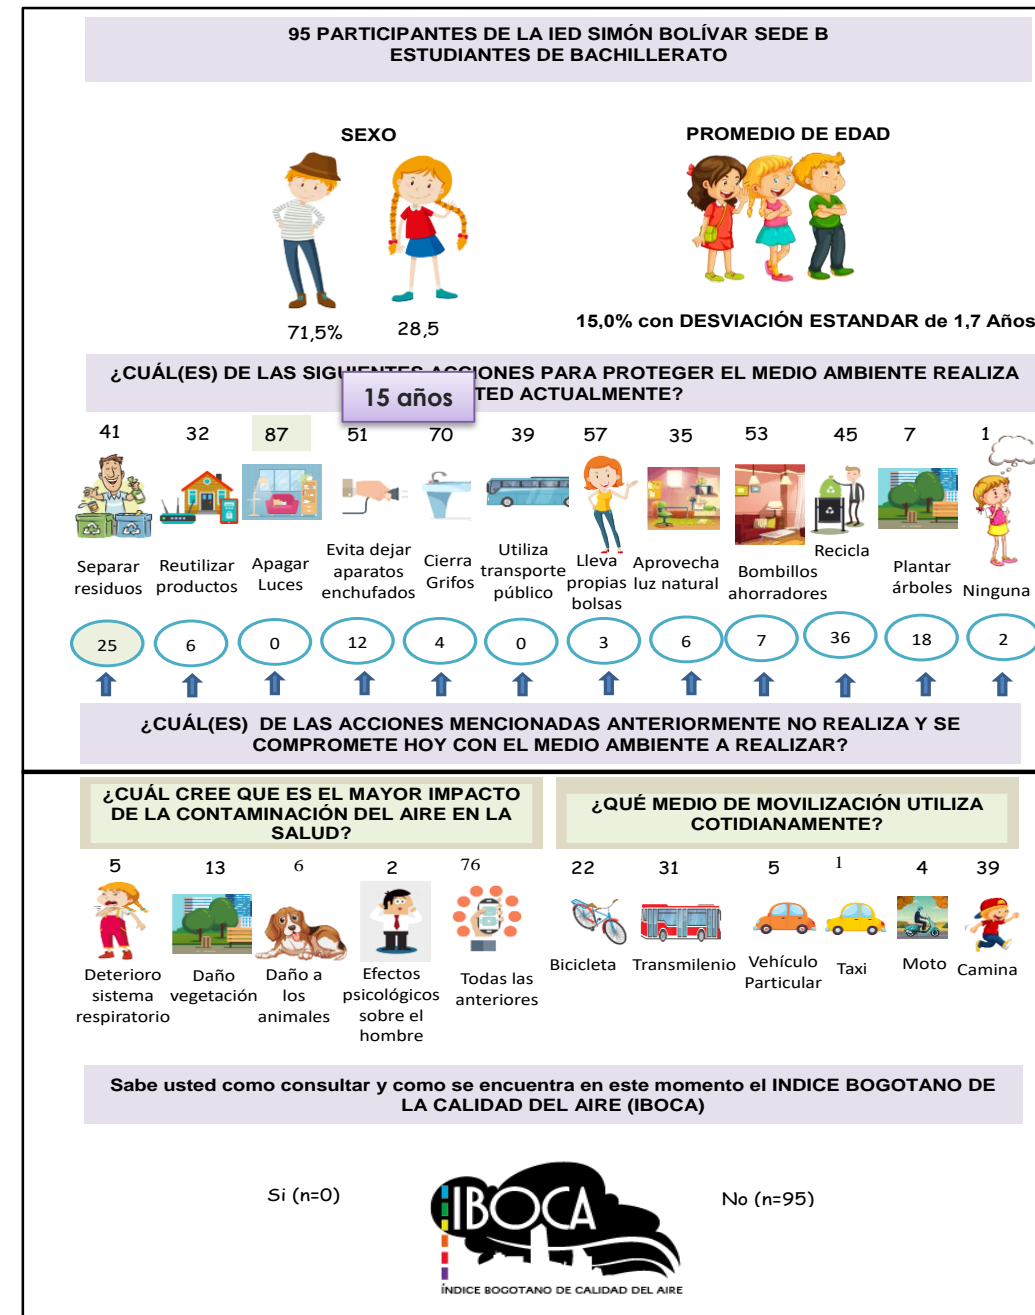 95 PARTICIPANTES DE LA IED SIMÓN BOLÍVAR SEDE B
ESTUDIANTES DE BACHILLERATO
SEXO
PROMEDIO DE EDAD
71,5%
28,5
15,0% con DESVIACIÓN ESTANDAR de 1,7 Años
¿CUÁL(ES) DE LAS SIGUIENTES ACCIONES PARA PROTEGER EL MEDIO AMBIENTE REALIZA
TED ACTUALMENTE?
15 años
41 32 87 51 70 39 57 35 53 45 7 1
Separar residuos
Reutilizar productos
Apagar Luces
Evita dejar aparatos enchufados
Cierra Grifos
Utiliza transporte público
Lleva propias bolsas
Aprovecha luz natural
Bombillos ahorradores
Recicla
Plantar árboles
Ninguna
25 6 0 12 4 0 3 6 7 36 18 2
¿CUÁL(ES) DE LAS ACCIONES MENCIONADAS ANTERIORMENTE NO REALIZA Y SE
COMPROMETE HOY CON EL MEDIO AMBIENTE A REALIZAR?
¿CUÁL CREE QUE ES EL MAYOR IMPACTO
DE LA CONTAMINACIÓN DEL AIRE EN LA
SALUD?
5 13 6 2 76
Deterioro sistema respiratorio
Daño vegetación
Daño a los animales
Efectos psicológicos sobre el hombre
Todas las anteriores
¿QUÉ MEDIO DE MOVILIZACIÓN UTILIZA
COTIDIANAMENTE?
22 31 5 1 4 39
Bicicleta
Transmilenio
Vehículo Particular
Taxi
Moto
Camina
Sabe usted como consultar y como se encuentra en este momento el INDICE BOGOTANO DE
LA CALIDAD DEL AIRE (IBOCA)
Si (n=0)
IBOCA
ÍNDICE BOGOTANO DE CALIDAD DEL AIRE
No (n=95)